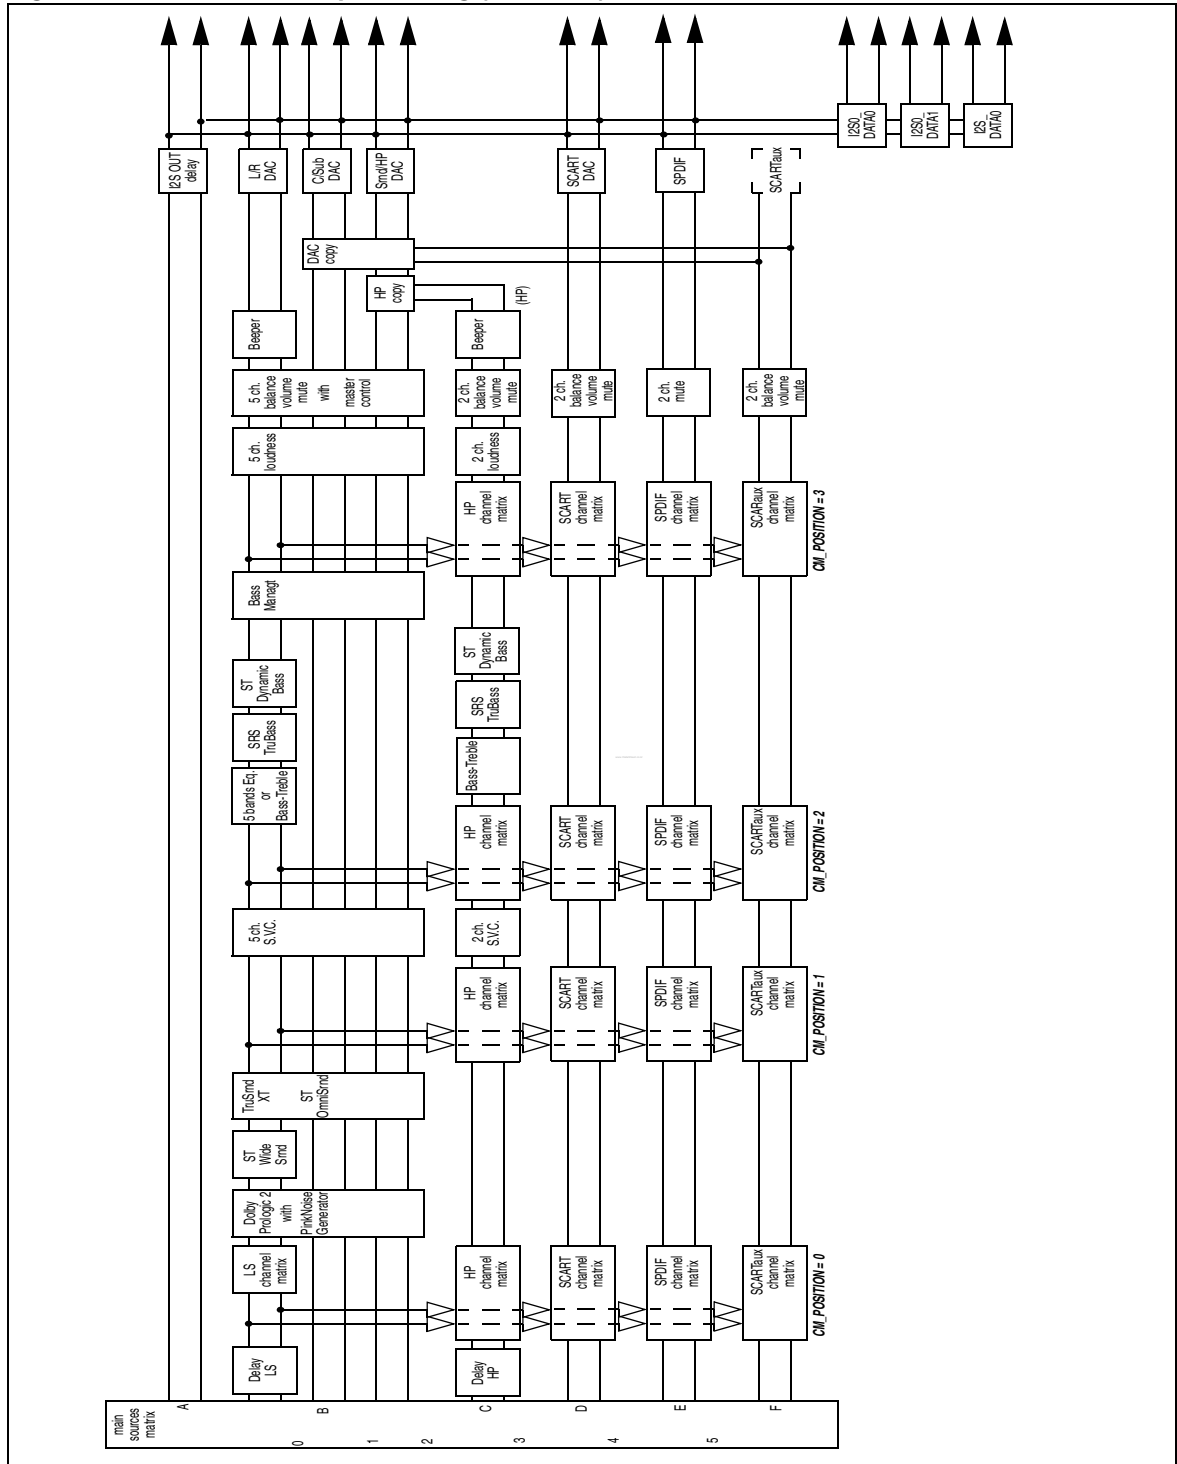 I2S OUT
delay
L/R
DAC
C/Sub
DAC
Srnd/HP
DAC
SCART
DAC
SPDIF
SCARTaux
I2S0_
DATA0
I2S0_
DATA1
I2S_
DATA0
DAC
copy
HP
copy
(HP)
Beeper
Beeper
5 ch.
balance
volume
mute
with
master
control
2 ch.
balance
volume
mute
2 ch.
balance
volume
mute
2 ch.
mute
2 ch.
balance
volume
mute
5 ch.
loudness
2 ch.
loudness
HP
channel
matrix
SCART
channel
matrix
SPDIF
channel
matrix
SCARaux
channel
matrix
CM_POSITION = 3
Bass
Managt
ST
Dynamic
Bass
ST
Dynamic
Bass
SRS
TruBass
SRS
TruBass
5 bands Eq.
or
Bass-Treble
Bass-Treble
HP
channel
matrix
SCART
channel
matrix
SPDIF
channel
matrix
SCARTaux
channel
matrix
CM_POSITION = 2
5 ch.
S.V.C.
2 ch.
S.V.C.
HP
channel
matrix
SCART
channel
matrix
SPDIF
channel
matrix
SCARTaux
channel
matrix
CM_POSITION = 1
TruSrnd
XT
ST
OmniSrnd
ST
Wide
Srnd
Dolby
Prologic 2
with
PinkNoise
Generator
LS
channel
matrix
HP
channel
matrix
SCART
channel
matrix
SPDIF
channel
matrix
SCARTaux
channel
matrix
CM_POSITION = 0
Delay
LS
Delay
HP
main
sources
matrix
A
B
C
D
E
F
0
1
2
3
4
5